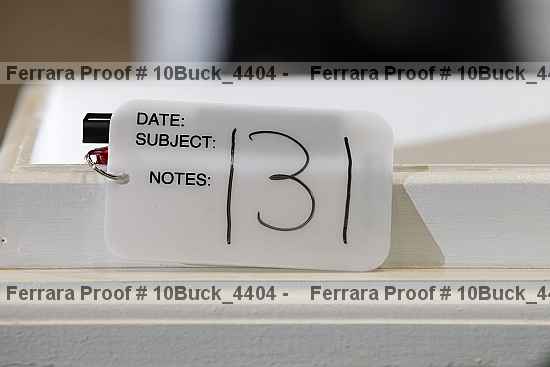 Ferrara Proof # 10Buck_4404 - Ferrara Proof # 10Buck_44
DATE:
SUBJECT: 131
NOTES:
Ferrara Proof # 10Buck_4404 - Ferrara Proof # 10Buck_44